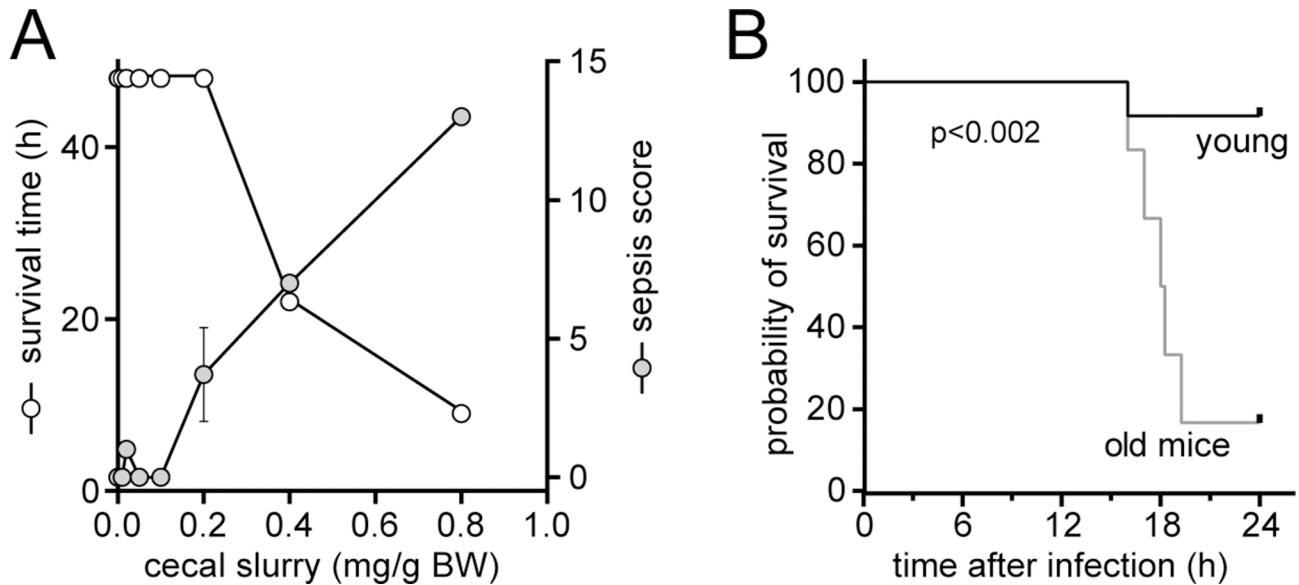 A
survival time (h)
40
20
0
0.0 0.2 0.4 0.6 0.8 1.0
cecal slurry (mg/g BW)
15
10
5
0
sepsis score
B
probability of survival
100
80
60
40
20
0
p<0.002
young
old mice
0 6 12 18 24
time after infection (h)